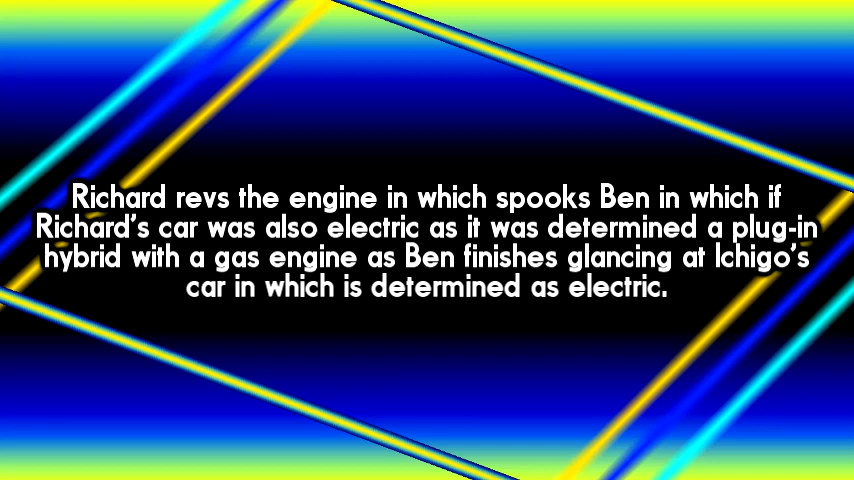 Richard revs the engine in which spooks Ben in which if
Richard's car was also electric as it was determined a plug-in
hybrid with a gas engine as Ben finishes glancing at Ichigo's
car in which is determined as electric.